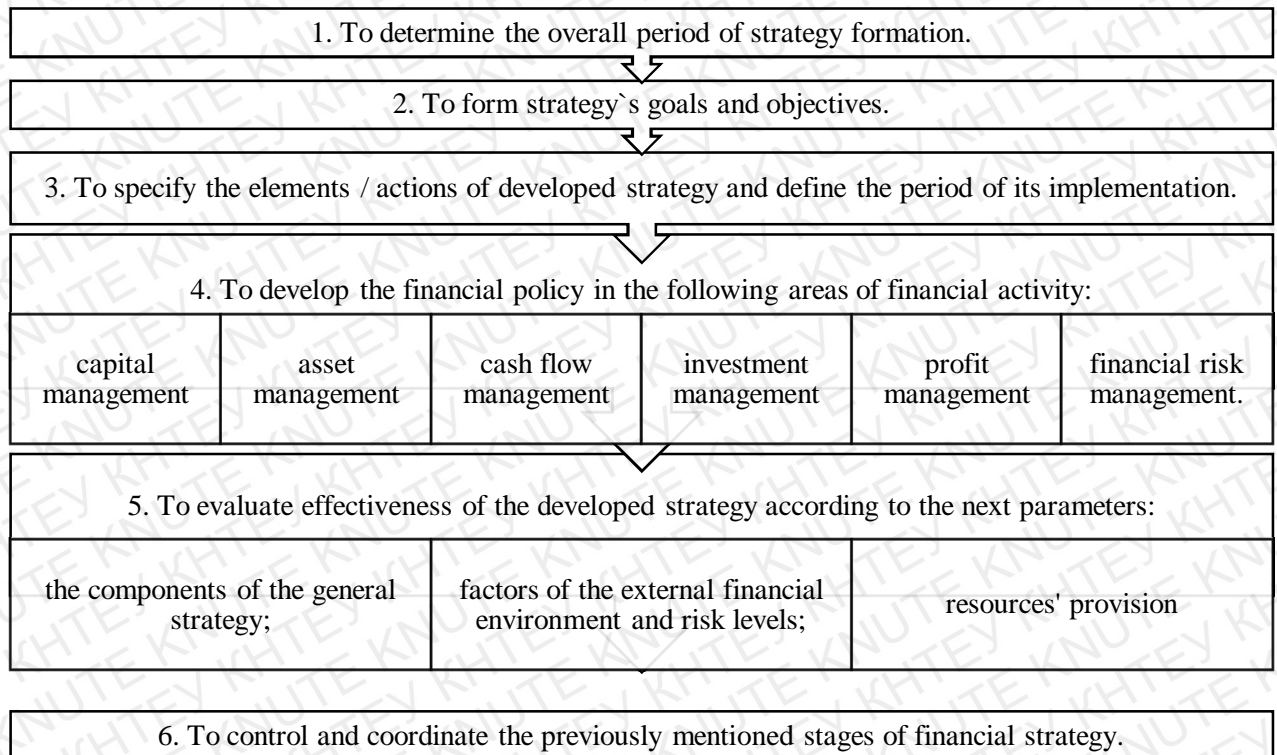 1. To determine the overall period of strategy formation.
2. To form strategy`s goals and objectives.
3. To specify the elements / actions of developed strategy and define the period of its implementation.
4. To develop the financial policy in the following areas of financial activity:
capital
management
asset
management
cash flow
management
investment
management
profit
management
financial risk
management.
5. To evaluate effectiveness of the developed strategy according to the next parameters:
the components of the general
strategy;
factors of the external financial
environment and risk levels;
resources' provision
6. To control and coordinate the previously mentioned stages of financial strategy.